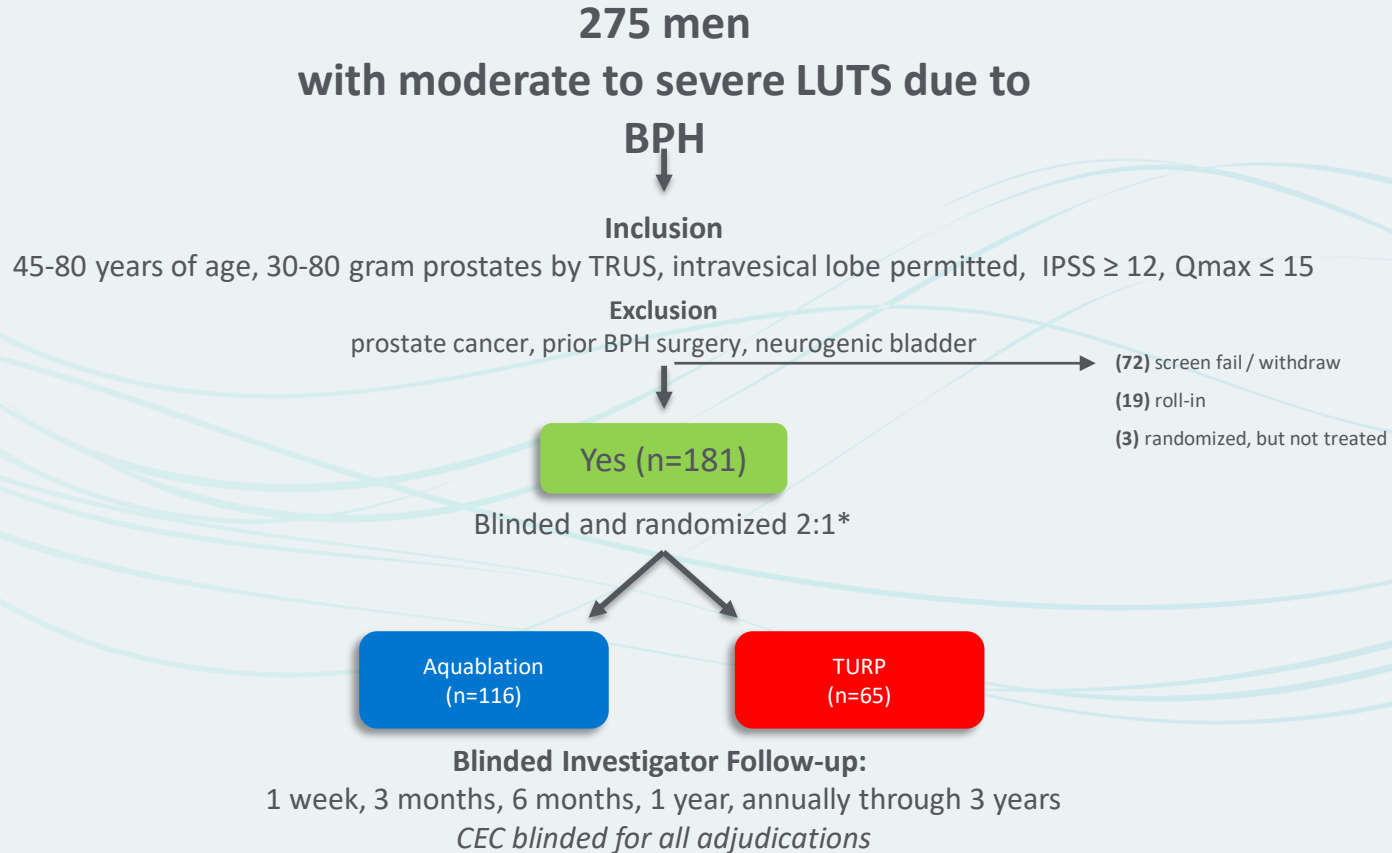 275 men
with moderate to severe LUTS due to
BPH
Inclusion
45-80 years of age, 30-80 gram prostates by TRUS, intravesical lobe permitted, IPSS ≥ 12, Qmax ≤ 15
Exclusion
prostate cancer, prior BPH surgery, neurogenic bladder
(72) screen fail / withdraw
(19) roll-in
(3) randomized, but not treated
Yes (n=181)
Blinded and randomized 2:1*
Aquablation
(n=116)
TURP
(n=65)
Blinded Investigator Follow-up:
1 week, 3 months, 6 months, 1 year, annually through 3 years
CEC blinded for all adjudications